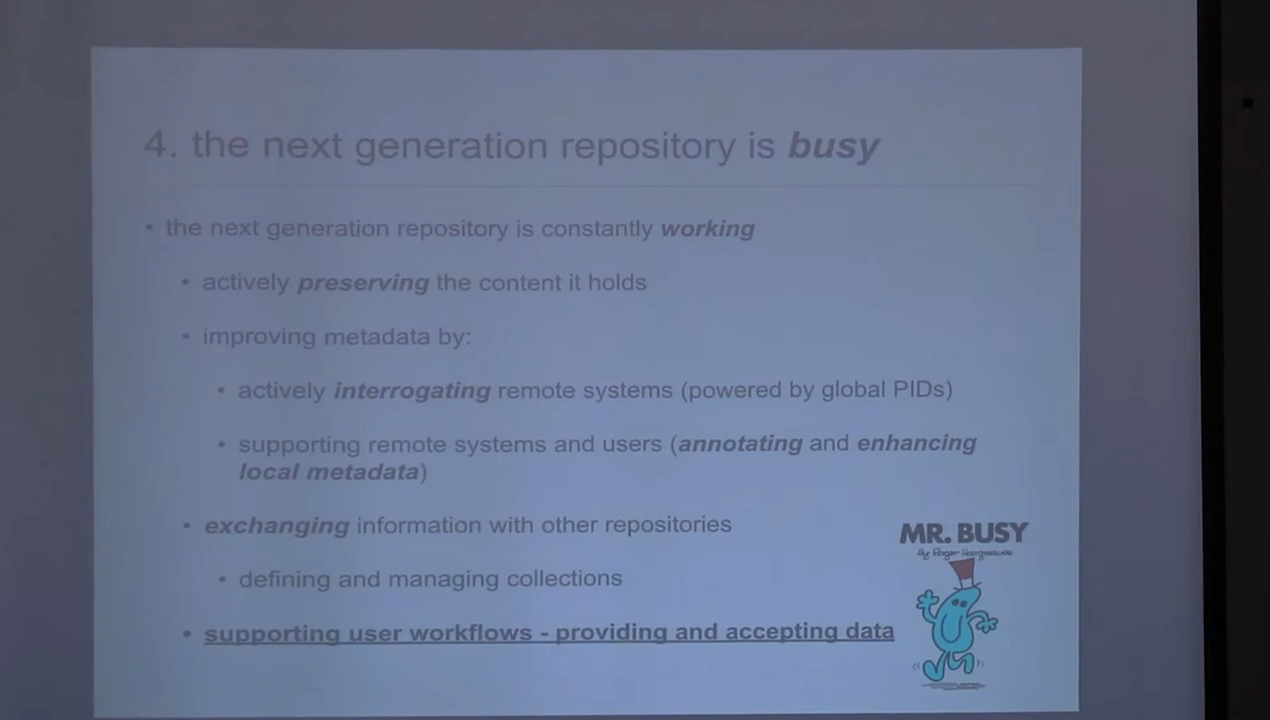 4. the next generation repository is busy
• the next generation repository is constantly working
• actively preserving the content it holds
• improving metadata by:
• actively interrogating remote systems (powered by global PIDs)
• supporting remote systems and users (annotating and enhancing
local metadata)
• exchanging information with other repositories
• defining and managing collections
• supporting user workflows - providing and accepting data
MR. BUSY
By Roger Hargreaves